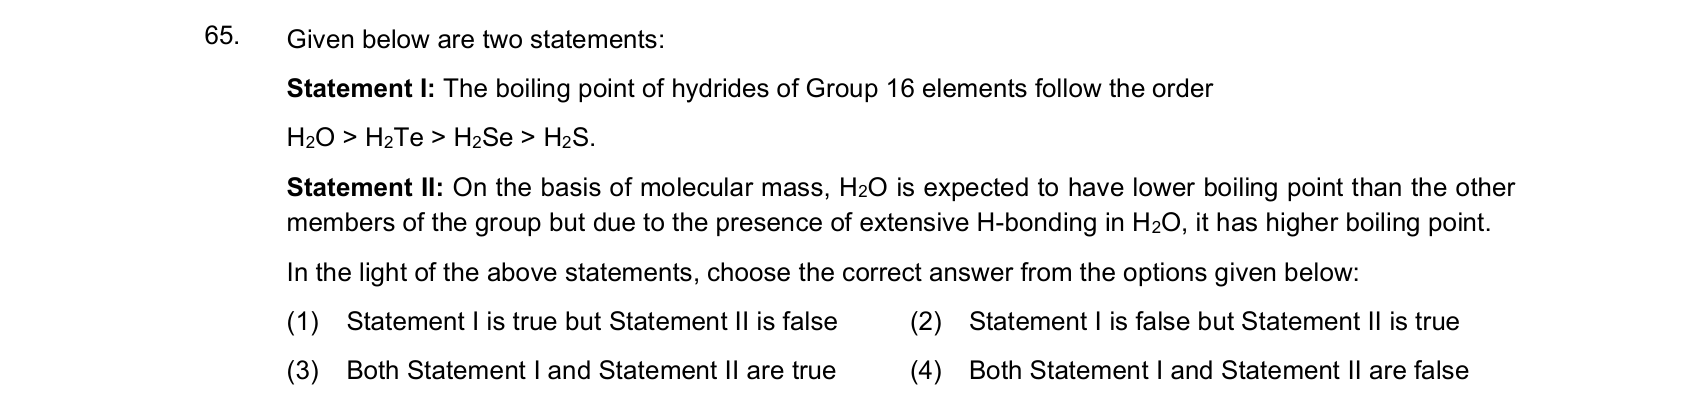 65. Given below are two statements:
Statement I: The boiling point of hydrides of Group 16 elements follow the order
H₂O > H₂Te > H₂Se > H₂S.
Statement II: On the basis of molecular mass, H₂O is expected to have lower boiling point than the other
members of the group but due to the presence of extensive H-bonding in H₂O, it has higher boiling point.
In the light of the above statements, choose the correct answer from the options given below:
(1) Statement I is true but Statement II is false (2) Statement I is false but Statement II is true
(3) Both Statement I and Statement II are true (4) Both Statement I and Statement II are false